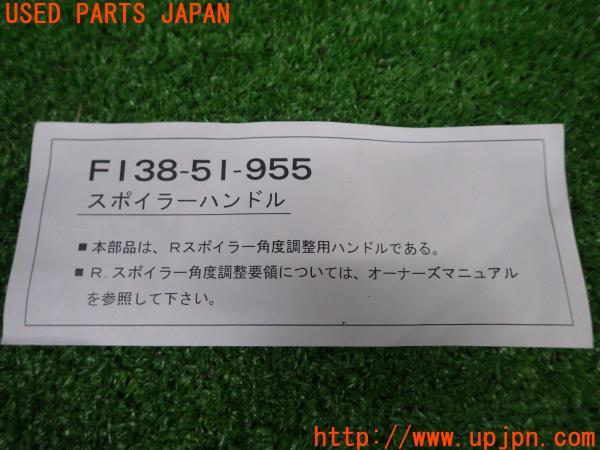 USED PARTS JAPAN
F138-51-955
スポイラーハンドル
■本部品は、Rスポイラー角度調整用ハンドルである。
■R.スポイラー角度調整要領については、オーナーズマニュアル
を参照して下さい。
http://www.upjpn.com/